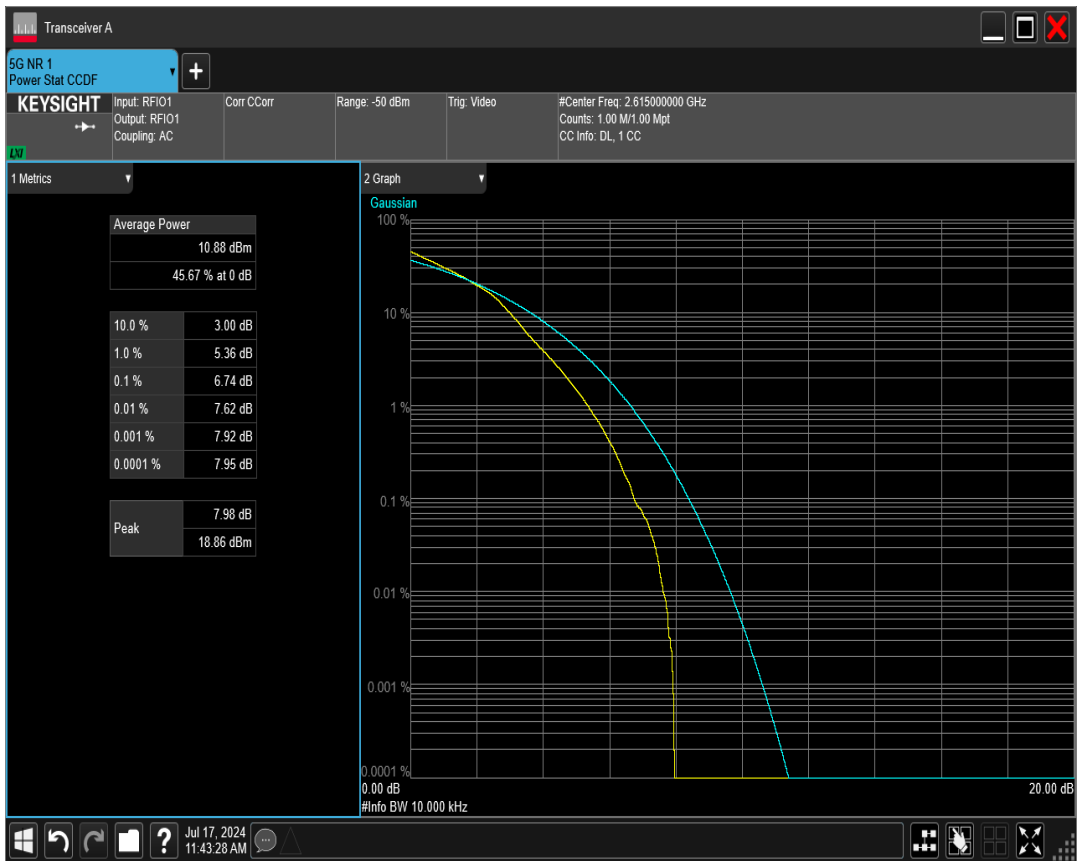 Transceiver A
5G NR 1
Power Stat CCDF
KEYSIGHT
LXI
Input: RFIO1
Output: RFIO1
Coupling: AC
Corr CCorr
Range: -50 dBm
Trig: Video
#Center Freq: 2.615000000 GHz
Counts: 1.00 M/1.00 Mpt
CC Info: DL, 1 CC
1 Metrics
Average Power
10.88 dBm
45.67 % at 0 dB
10.0 % 3.00 dB
1.0 % 5.36 dB
0.1 % 6.74 dB
0.01 % 7.62 dB
0.001 % 7.92 dB
0.0001 % 7.95 dB
Peak
7.98 dB
18.86 dBm
2 Graph
Gaussian
100 %
10 %
1 %
0.1 %
0.01 %
0.001 %
0.0001 %
0.00 dB 20.00 dB
#Info BW 10.000 kHz
?
Jul 17, 2024
11:43:28 AM